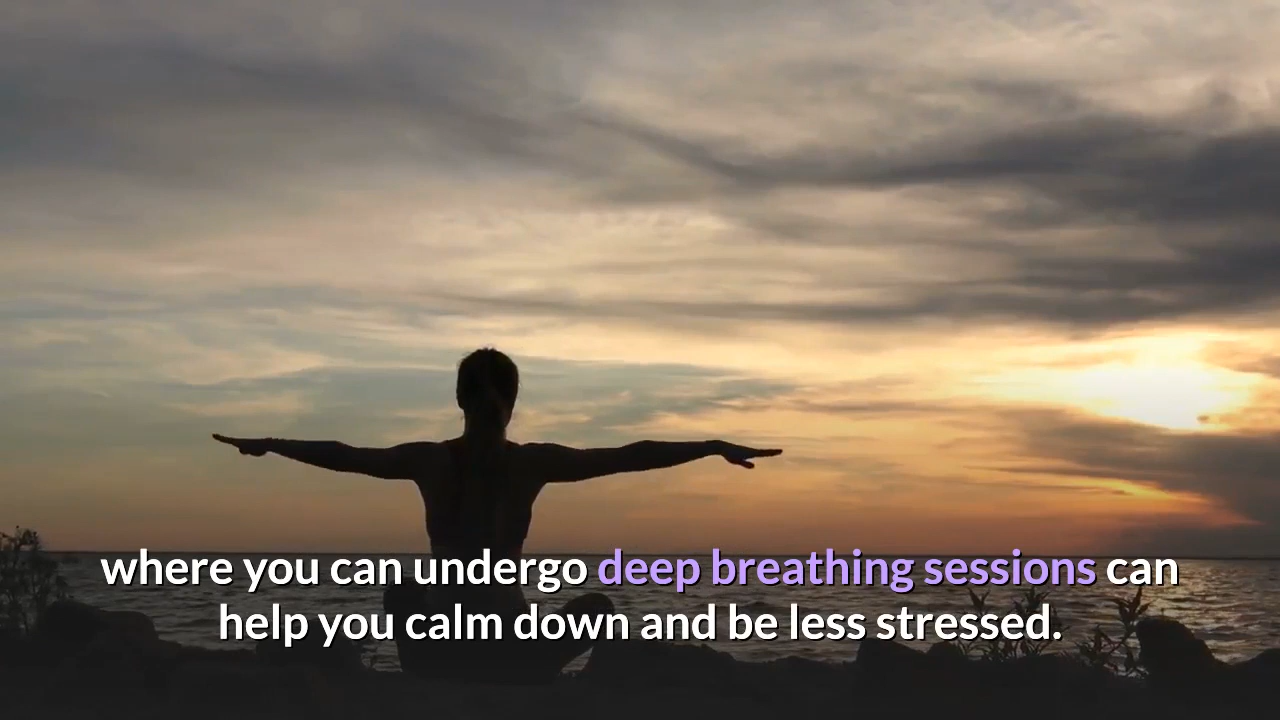 where you can undergo deep breathing sessions can
help you calm down and be less stressed.